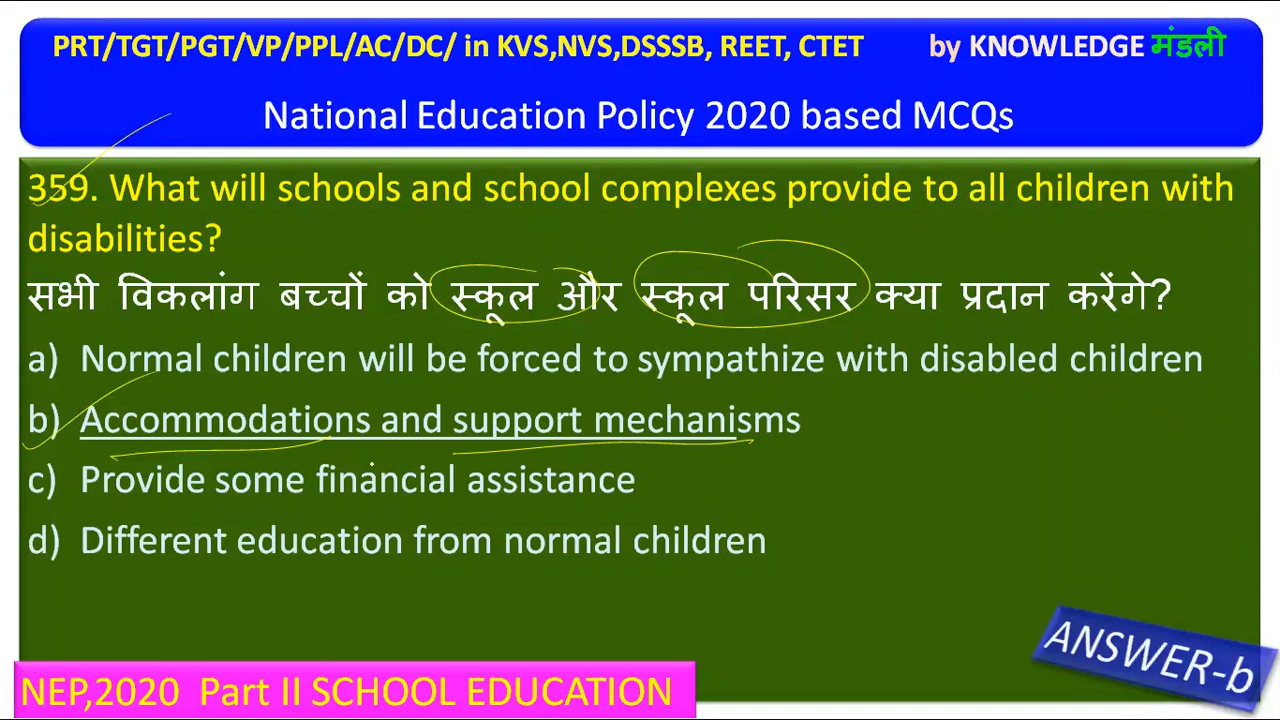 PRT/TGT/PGT/VP/PPL/AC/DC/ in KVS,NVS,DSSSB, REET, CTET by KNOWLEDGE मंडली
National Education Policy 2020 based MCQs
359. What will schools and school complexes provide to all children with
disabilities?
सभी विकलांग बच्चों को स्कूल और स्कूल परिसर क्या प्रदान करेंगे?
a) Normal children will be forced to sympathize with disabled children
b) Accommodations and support mechanisms
c) Provide some financial assistance
d) Different education from normal children
ANSWER-b
NEP,2020 Part II SCHOOL EDUCATION